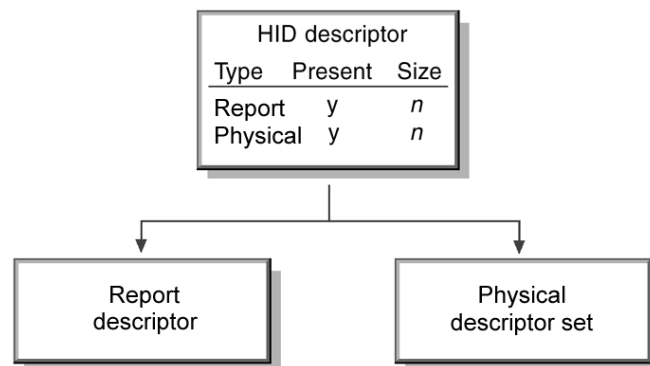 HID descriptor
Type Present Size
Report y n
Physical y n
Report
descriptor
Physical
descriptor set